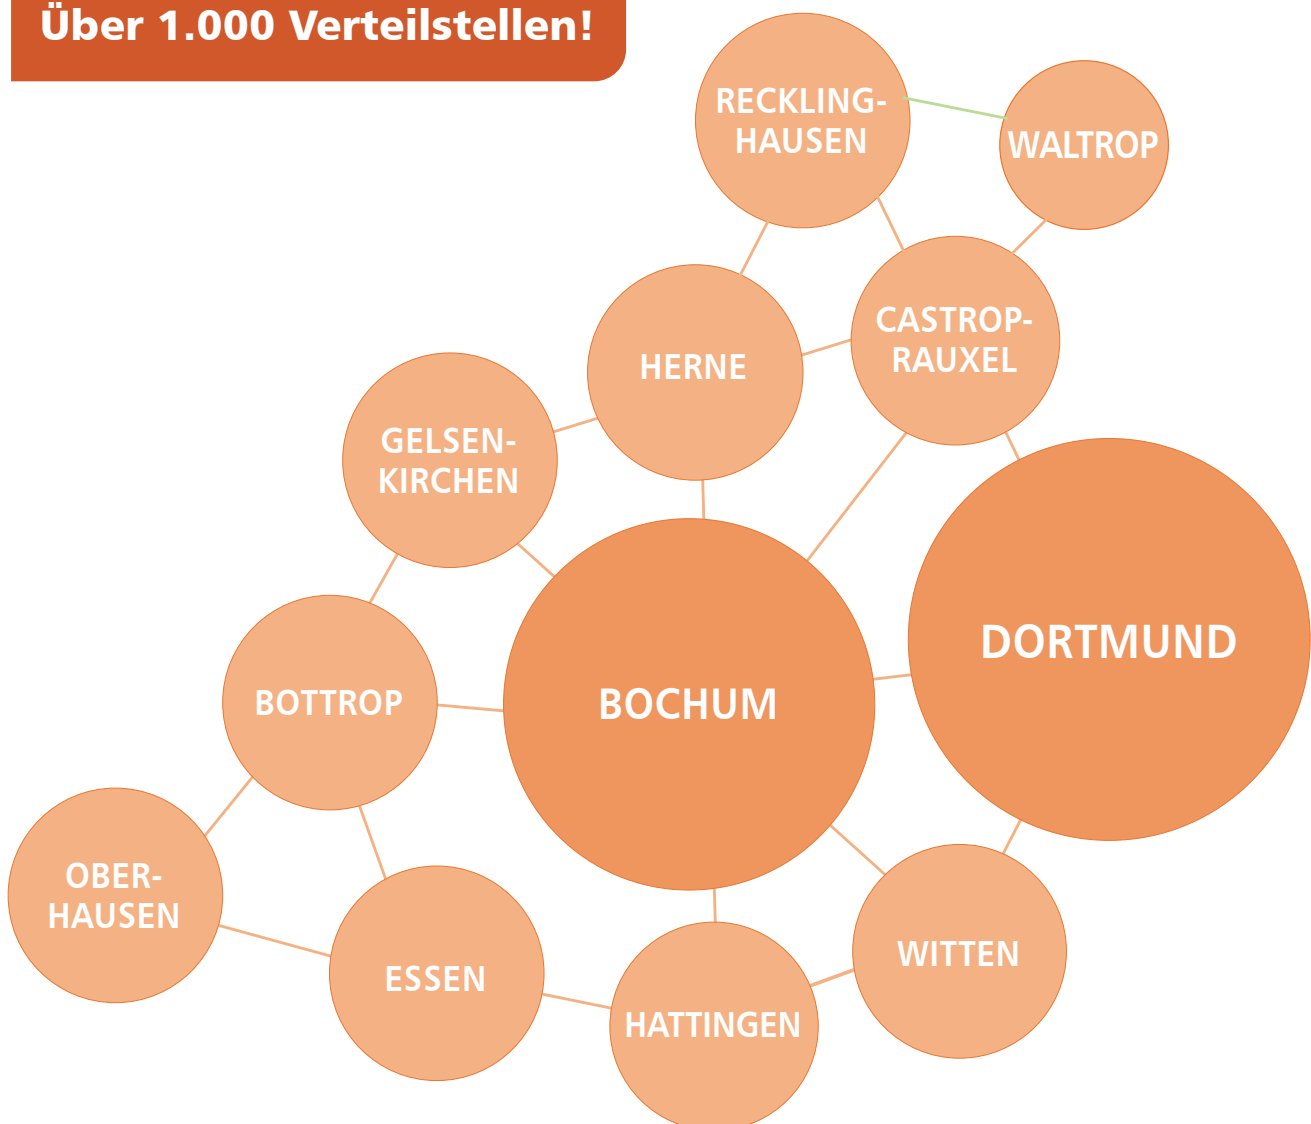 Über 1.000 Verteilstellen!
RECKLING-
HAUSEN
WALTROP
CASTROP-
RAUXEL
HERNE
GELSEN-
KIRCHEN
DORTMUND
BOCHUM
BOTTROP
OBER-
HAUSEN
WITTEN
ESSEN
HATTINGEN